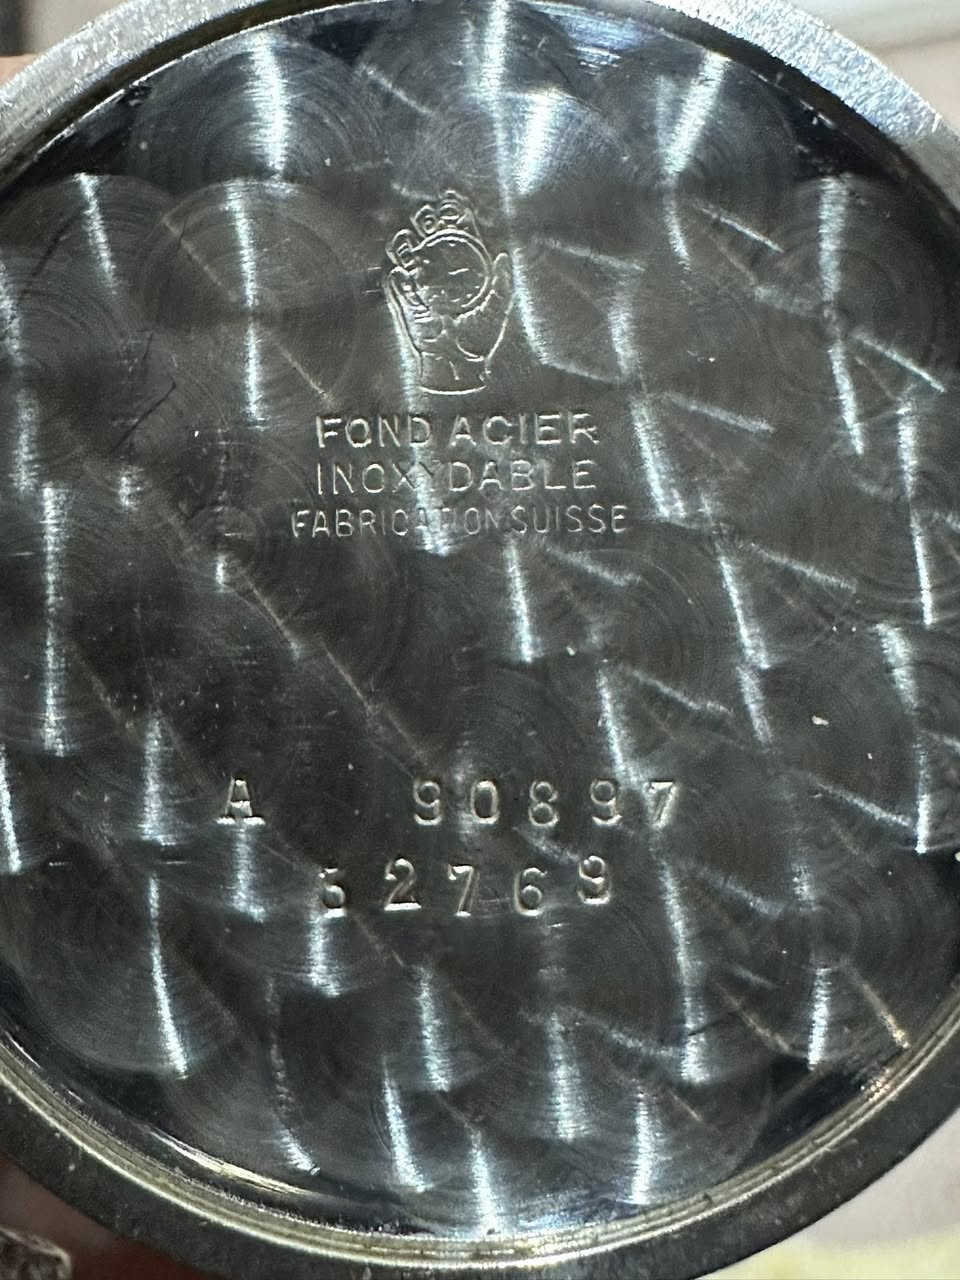 FOND ACIER
INOXYDABLE
FABRICATION SUISSE
A 90897
52769